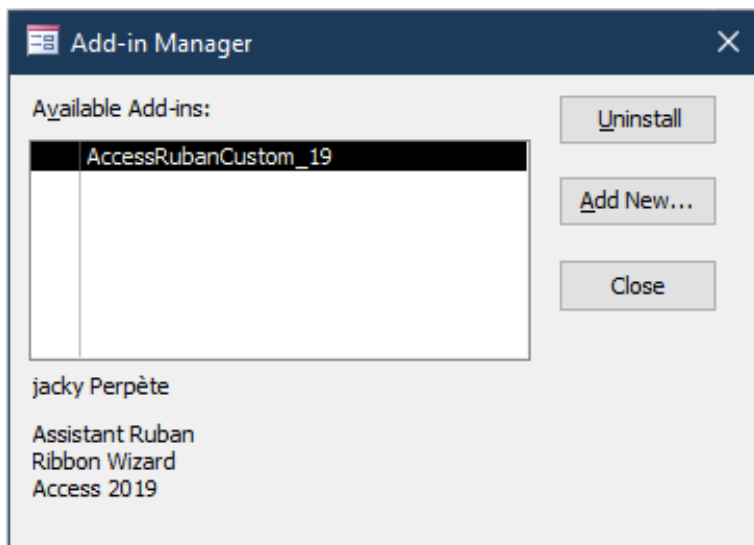 Add-in Manager
Available Add-ins:
Uninstall
AccessRubanCustom_19
Add New...
Close
jacky Perpète
Assistant Ruban
Ribbon Wizard
Access 2019